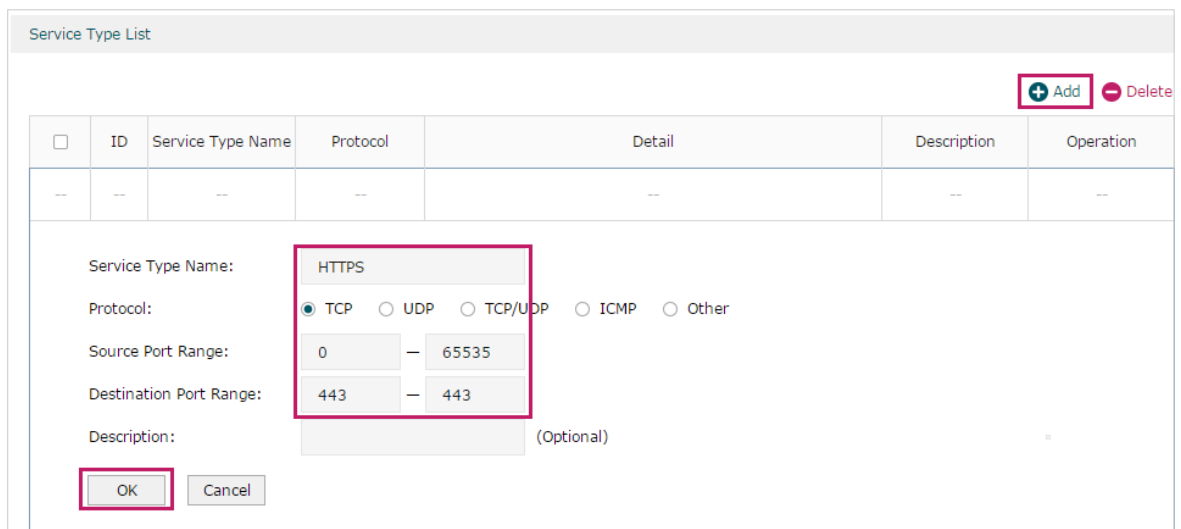 Service Type List
Add Delete
ID Service Type Name Protocol Detail Description Operation
-- -- -- -- -- -- --
Service Type Name: HTTPS
Protocol: TCP UDP TCP/UDP ICMP Other
Source Port Range: 0 — 65535
Destination Port Range: 443 — 443
Description: (Optional)
OK Cancel